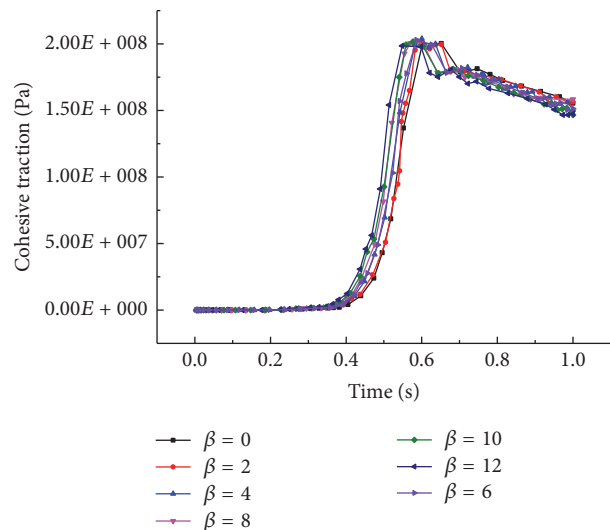 2.00E + 008
1.50E + 008
1.00E + 008
5.00E + 007
0.00E + 000
Cohesive traction (Pa)
0.0 0.2 0.4 0.6 0.8 1.0
Time (s)
β = 0
β = 2
β = 4
β = 8
β = 10
β = 12
β = 6